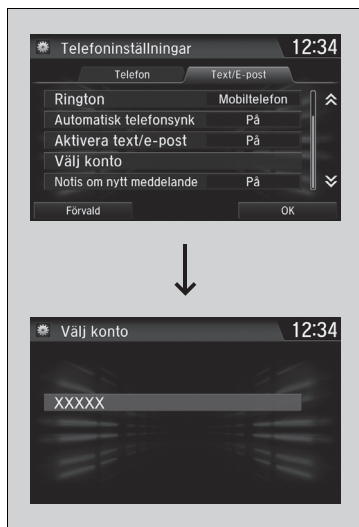 Telefoninställningar 12:34
Telefon Text/E-post
Rington Mobiltelefon
Automatisk telefonsynk På
Aktivera text/e-post På
Välj konto
Notis om nytt meddelande På
Förvald OK
Välj konto 12:34
XXXXX